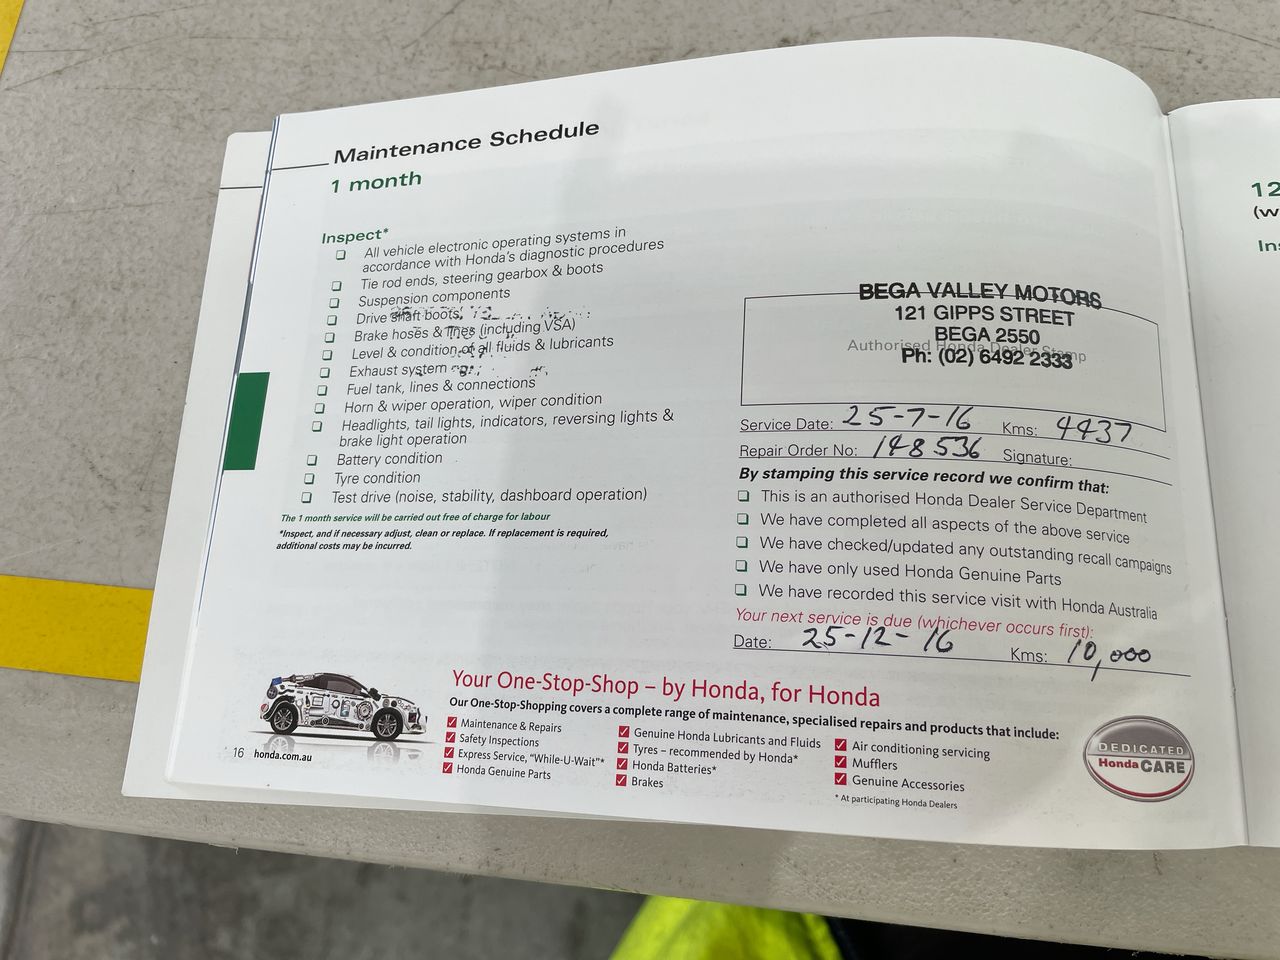 Maintenance Schedule
1 month
Inspect*
All vehicle electronic operating systems in
accordance with Honda's diagnostic procedures
Tie rod ends, steering gearbox & boots
Suspension components
Drive shaft boots
Brake hoses & lines (including VSA)
Level & condition of all fluids & lubricants
Exhaust system
Fuel tank, lines & connections
Horn & wiper operation, wiper condition
Headlights, tail lights, indicators, reversing lights &
brake light operation
Battery condition
Tyre condition
Test drive (noise, stability, dashboard operation)
The 1 month service will be carried out free of charge for labour
*Inspect, and if necessary adjust, clean or replace. If replacement is required,
additional costs may be incurred.
BEGA VALLEY MOTORS
121 GIPPS STREET
BEGA 2550
Authorised Honda Dealer Stamp
Ph: (02) 6492 2333
Service Date: 25-7-16 Kms: 4437
Repair Order No: 148536 Signature:
By stamping this service record we confirm that:
This is an authorised Honda Dealer Service Department
We have completed all aspects of the above service
We have checked/updated any outstanding recall campaigns
We have only used Honda Genuine Parts
We have recorded this service visit with Honda Australia
Your next service is due (whichever occurs first):
Date: 25-12-16 Kms: 10,000
Your One-Stop-Shop – by Honda, for Honda
Our One-Stop-Shopping covers a complete range of maintenance, specialised repairs and products that include:
Maintenance & Repairs
Safety Inspections
Express Service, "While-U-Wait"*
Honda Genuine Parts
Genuine Honda Lubricants and Fluids
Tyres – recommended by Honda*
Honda Batteries*
Brakes
Air conditioning servicing
Mufflers
Genuine Accessories
* At participating Honda Dealers
DEDICATED
Honda CARE
16 honda.com.au
12
(w
In